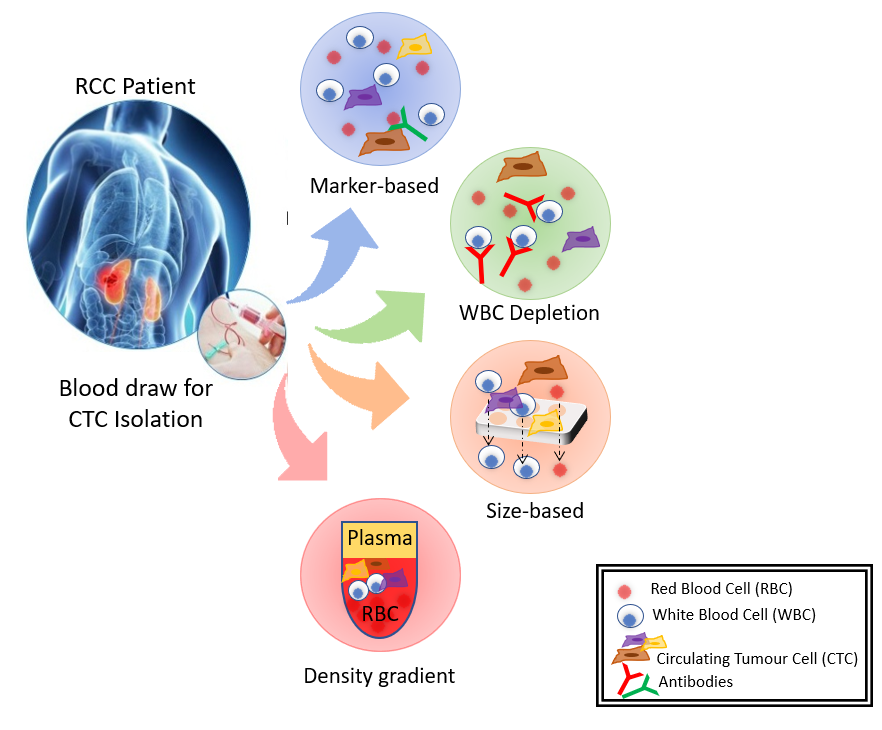 RCC Patient
Blood draw for
CTC Isolation
Marker-based
WBC Depletion
Size-based
Plasma
RBC
Density gradient
Red Blood Cell (RBC)
White Blood Cell (WBC)
Circulating Tumour Cell (CTC)
Antibodies